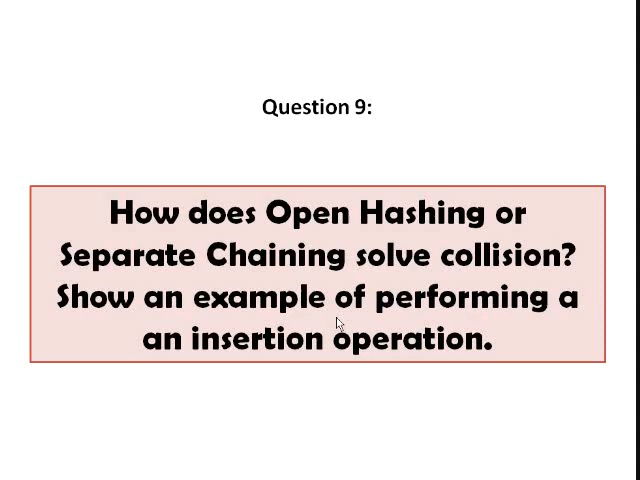 Question 9:
How does Open Hashing or
Separate Chaining solve collision?
Show an example of performing a
an insertion operation.